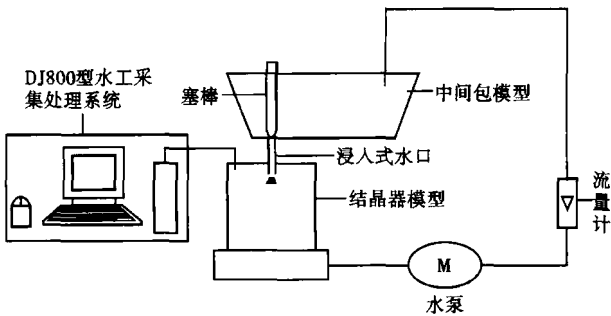 DJ800型水工采
集处理系统
塞棒
中间包模型
浸入式水口
结晶器模型
流
量
计
M
水泵